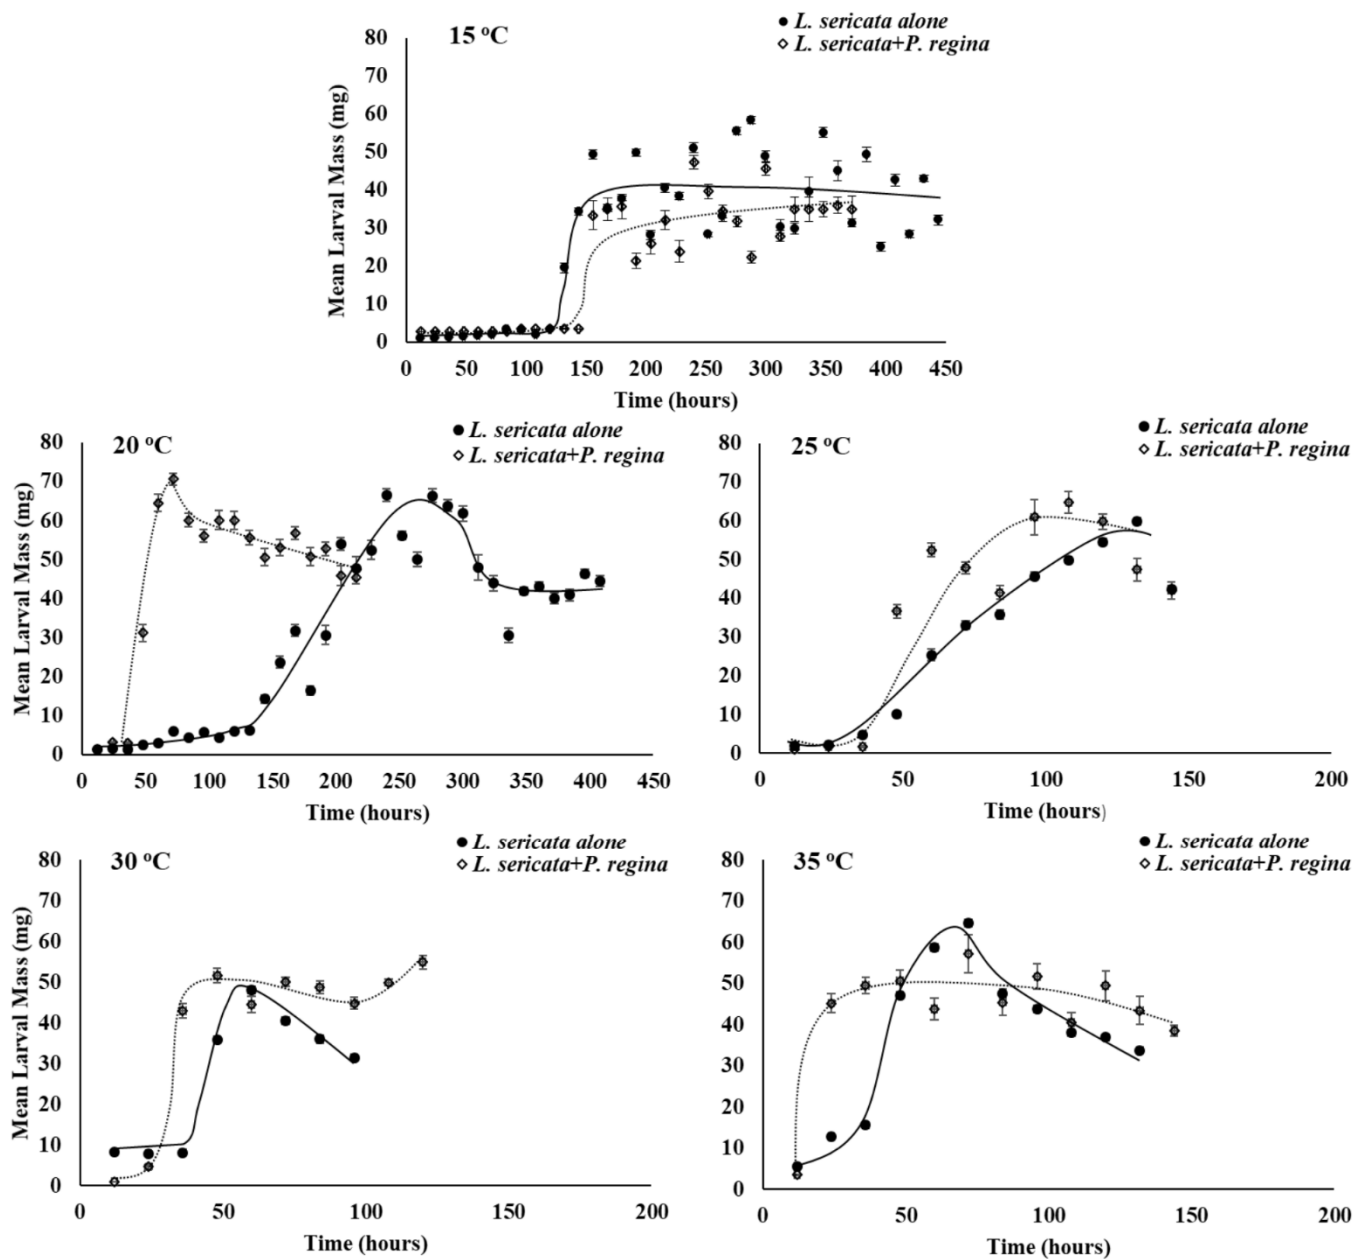 15 °C
L. sericata alone
L. sericata+P. regina
Mean Larval Mass (mg)
80
70
60
50
40
30
20
10
0
0 50 100 150 200 250 300 350 400 450
Time (hours)
20 °C
L. sericata alone
L. sericata+P. regina
Mean Larval Mass (mg)
80
70
60
50
40
30
20
10
0
0 50 100 150 200 250 300 350 400 450
Time (hours)
25 °C
L. sericata alone
L. sericata+P. regina
80
70
60
50
40
30
20
10
0
0 50 100 150 200
Time (hours)
30 °C
L. sericata alone
L. sericata+P. regina
Mean Larval Mass (mg)
80
70
60
50
40
30
20
10
0
0 50 100 150 200
Time (hours)
35 °C
L. sericata alone
L. sericata+P. regina
80
70
60
50
40
30
20
10
0
0 50 100 150 200
Time (hours)